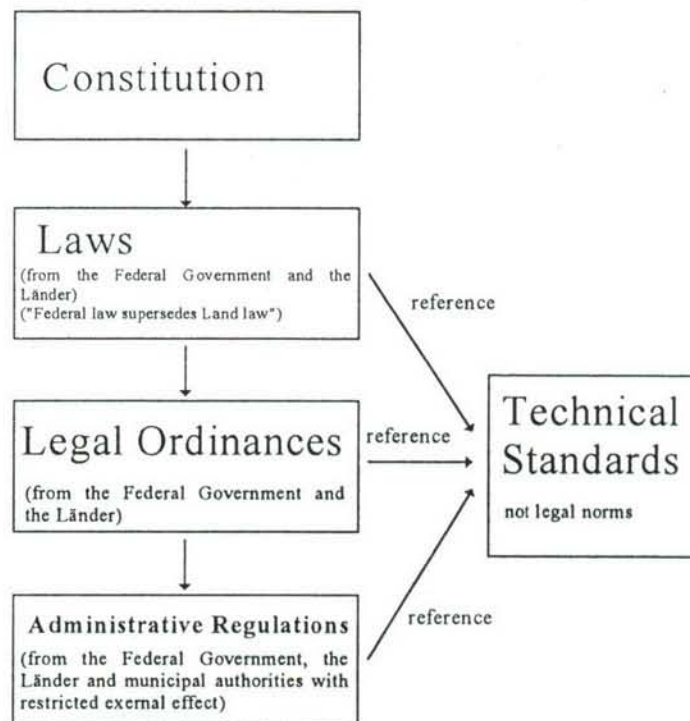 Constitution
Laws
(from the Federal Government and the
Länder)
("Federal law supersedes Land law")
reference
Legal Ordinances
(from the Federal Government and
the Länder)
reference
Technical
Standards
not legal norms
Administrative Regulations
(from the Federal Government, the
Länder and municipal authorities with
restricted exernal effect)
reference